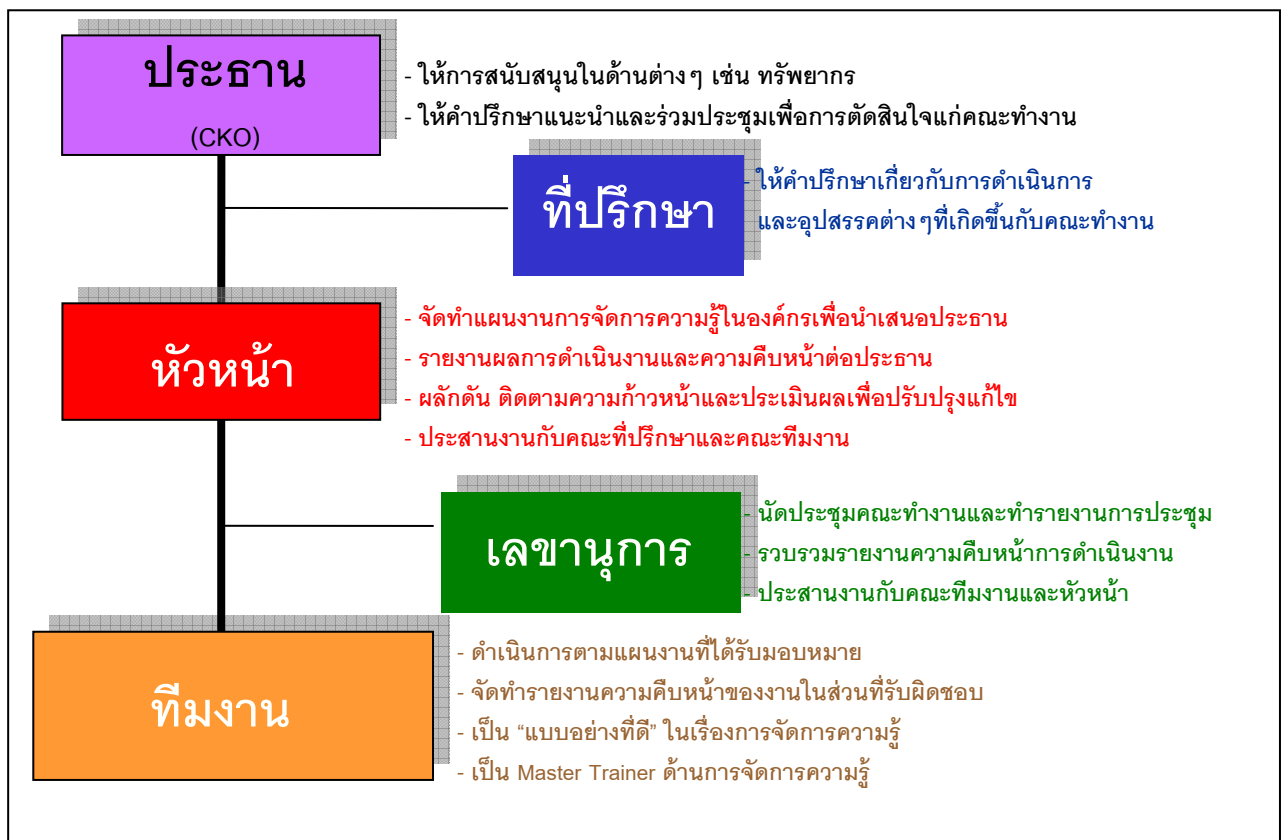 ประธาน
(CKO)
- ให้การสนับสนุนในด้านต่างๆ เช่น ทรัพยากร
- ให้คำปรึกษาแนะนำและร่วมประชุมเพื่อการตัดสินใจแก่คณะทำงาน
ที่ปรึกษา
- ให้คำปรึกษาเกี่ยวกับการดำเนินการ
และอุปสรรคต่างๆที่เกิดขึ้นกับคณะทำงาน
หัวหน้า
- จัดทำแผนงานการจัดการความรู้ในองค์กรเพื่อนำเสนอประธาน
- รายงานผลการดำเนินงานและความคืบหน้าต่อประธาน
- ผลักดัน ติดตามความก้าวหน้าและประเมินผลเพื่อปรับปรุงแก้ไข
- ประสานงานกับคณะที่ปรึกษาและคณะทีมงาน
เลขานุการ
- นัดประชุมคณะทำงานและทำรายงานการประชุม
- รวบรวมรายงานความคืบหน้าการดำเนินงาน
- ประสานงานกับคณะทีมงานและหัวหน้า
ทีมงาน
- ดำเนินการตามแผนงานที่ได้รับมอบหมาย
- จัดทำรายงานความคืบหน้าของงานในส่วนที่รับผิดชอบ
- เป็น “แบบอย่างที่ดี” ในเรื่องการจัดการความรู้
- เป็น Master Trainer ด้านการจัดการความรู้